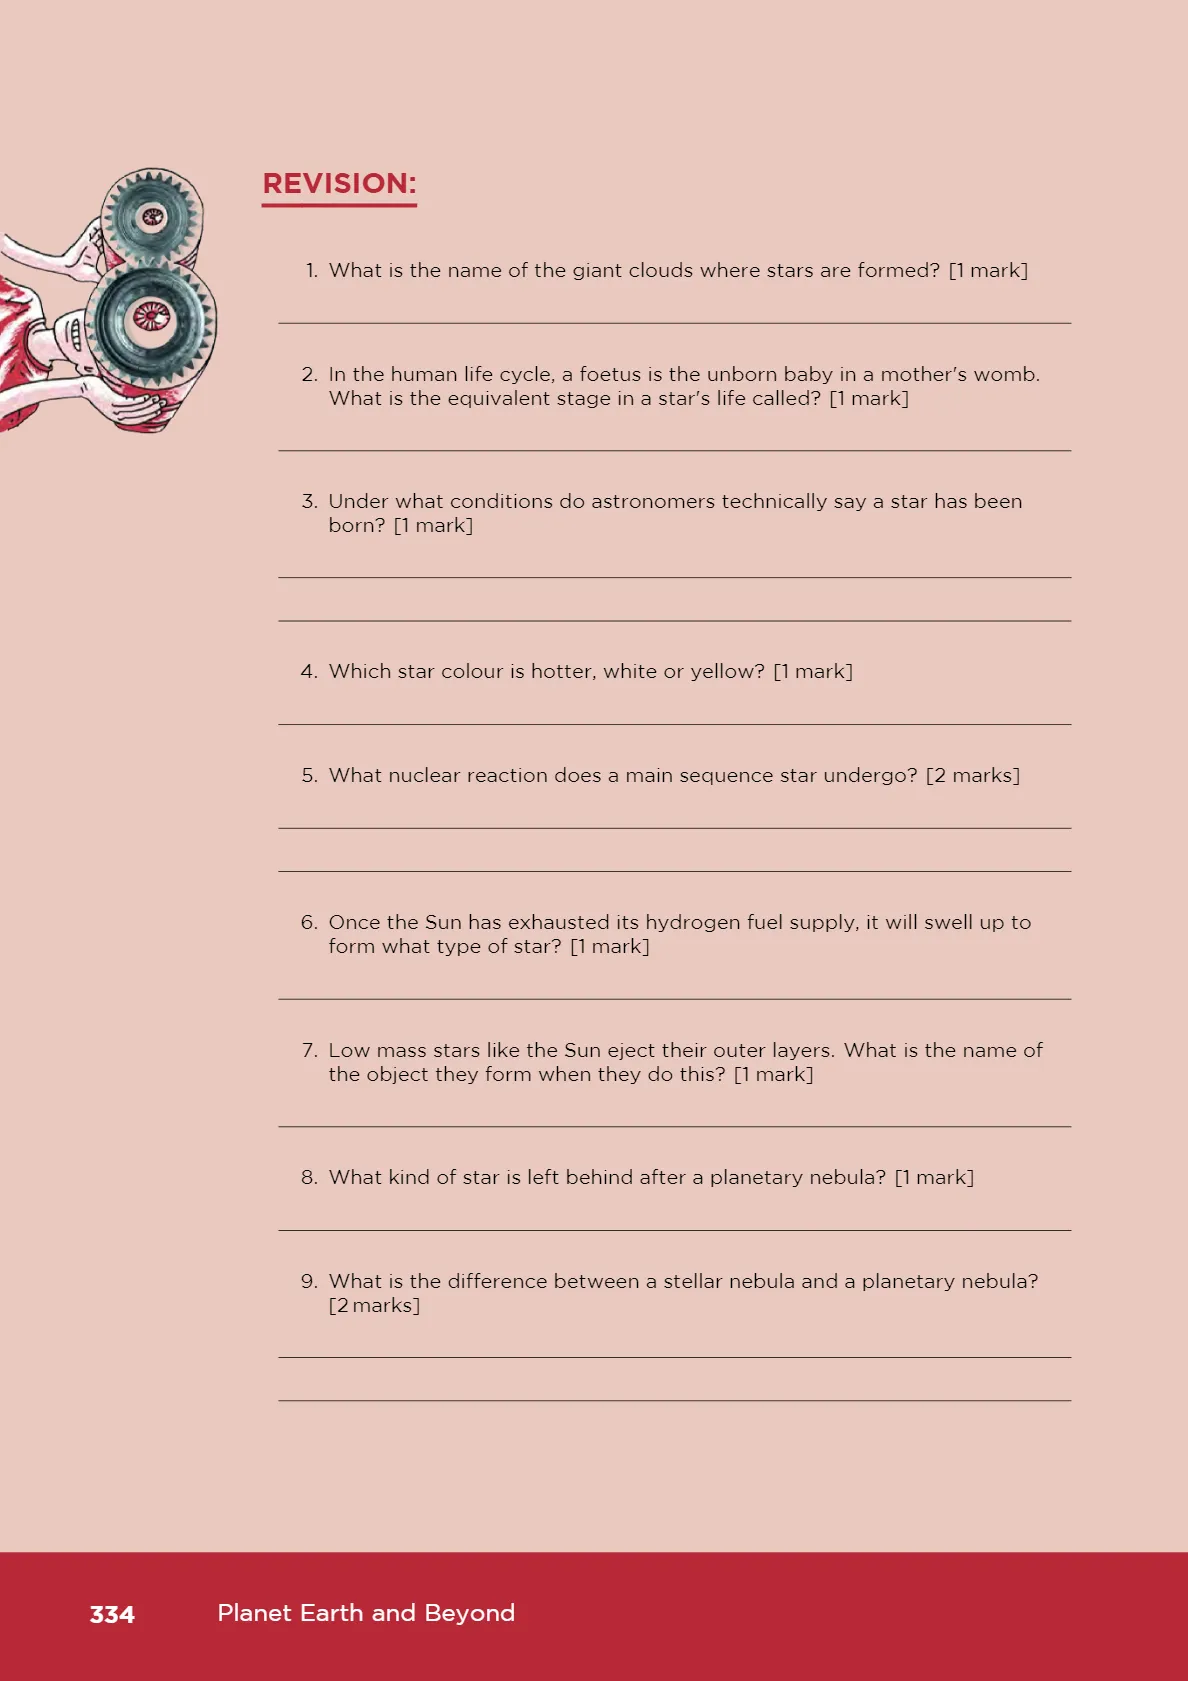 REVISION:
1. What is the name of the giant clouds where stars are formed? [1 mark]
2. In the human life cycle, a foetus is the unborn baby in a mother's womb.
What is the equivalent stage in a star's life called? [1 mark]
3. Under what conditions do astronomers technically say a star has been
born? [1 mark]
4. Which star colour is hotter, white or yellow? [1 mark]
5. What nuclear reaction does a main sequence star undergo? [2 marks]
6. Once the Sun has exhausted its hydrogen fuel supply, it will swell up to
form what type of star? [1 mark]
7. Low mass stars like the Sun eject their outer layers. What is the name of
the object they form when they do this? [1 mark]
8. What kind of star is left behind after a planetary nebula? [1 mark]
9. What is the difference between a stellar nebula and a planetary nebula?
[2 marks]
334 Planet Earth and Beyond